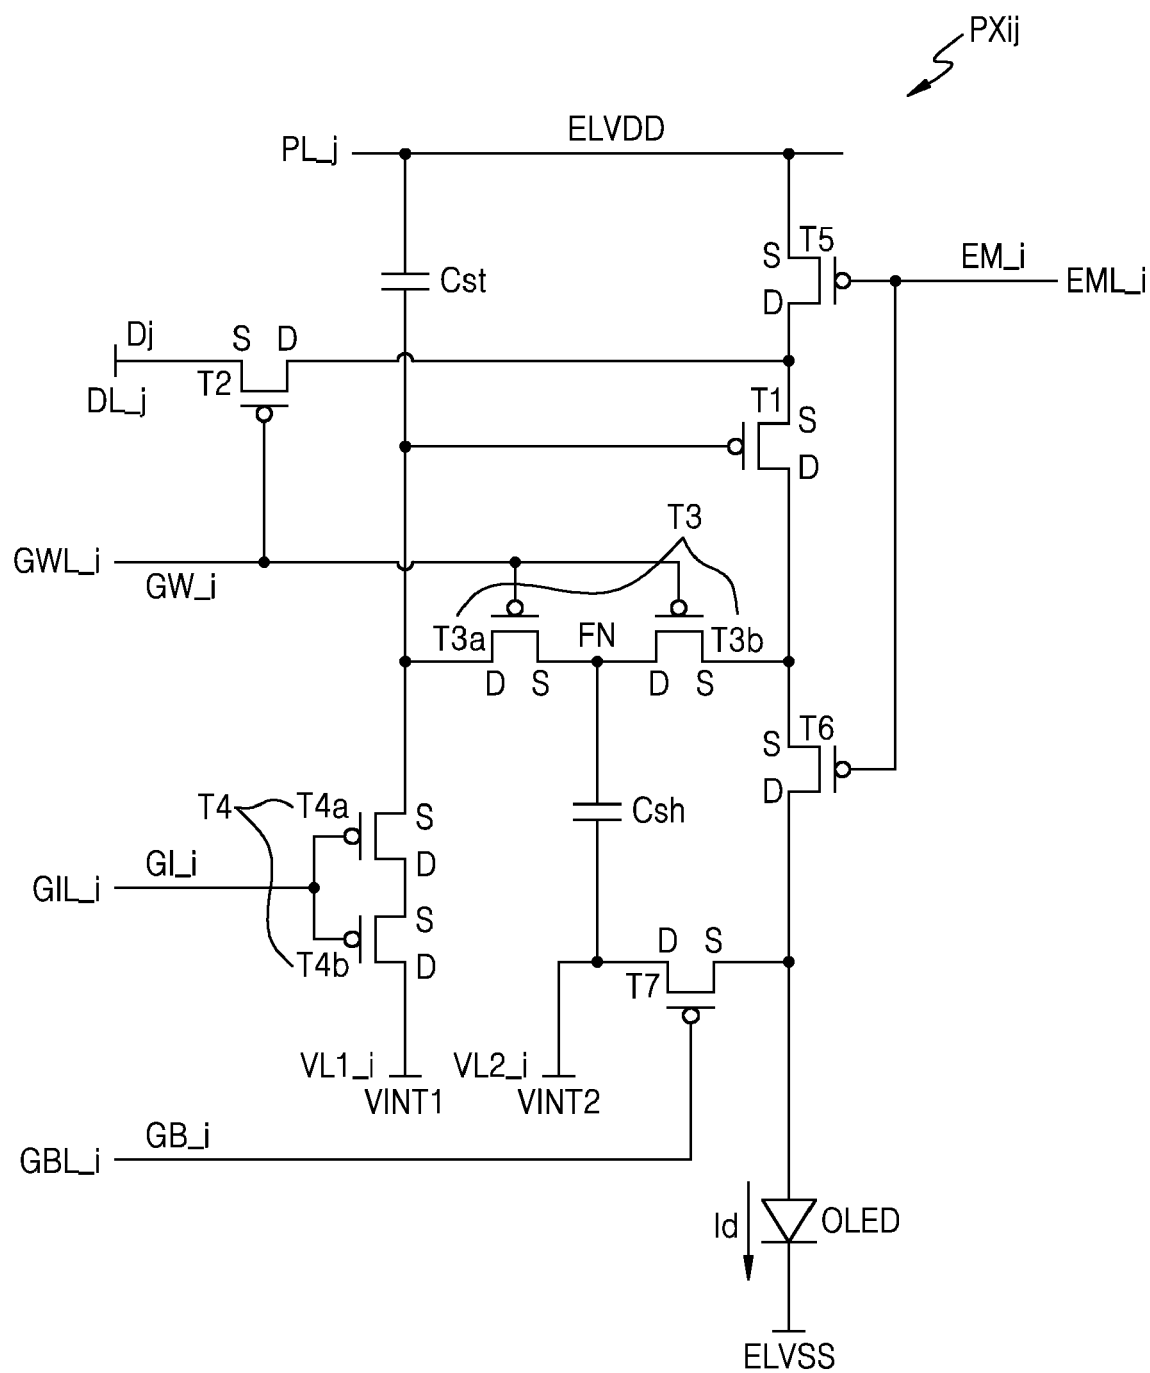 PXij
ELVDD
PL_j
T5
S
EM_i
EML_i
Cst
D
Dj
S D
T2
DL_j
T1
S
D
T3
GWL_i
GW_i
T3a
FN
T3b
D S
D S
T6
S
D
T4
T4a
S
Csh
GI_i
D
GIL_i
S
T4b
D
D S
T7
VL1_i
VL2_i
VINT1
VINT2
GB_i
GBL_i
Id
OLED
ELVSS